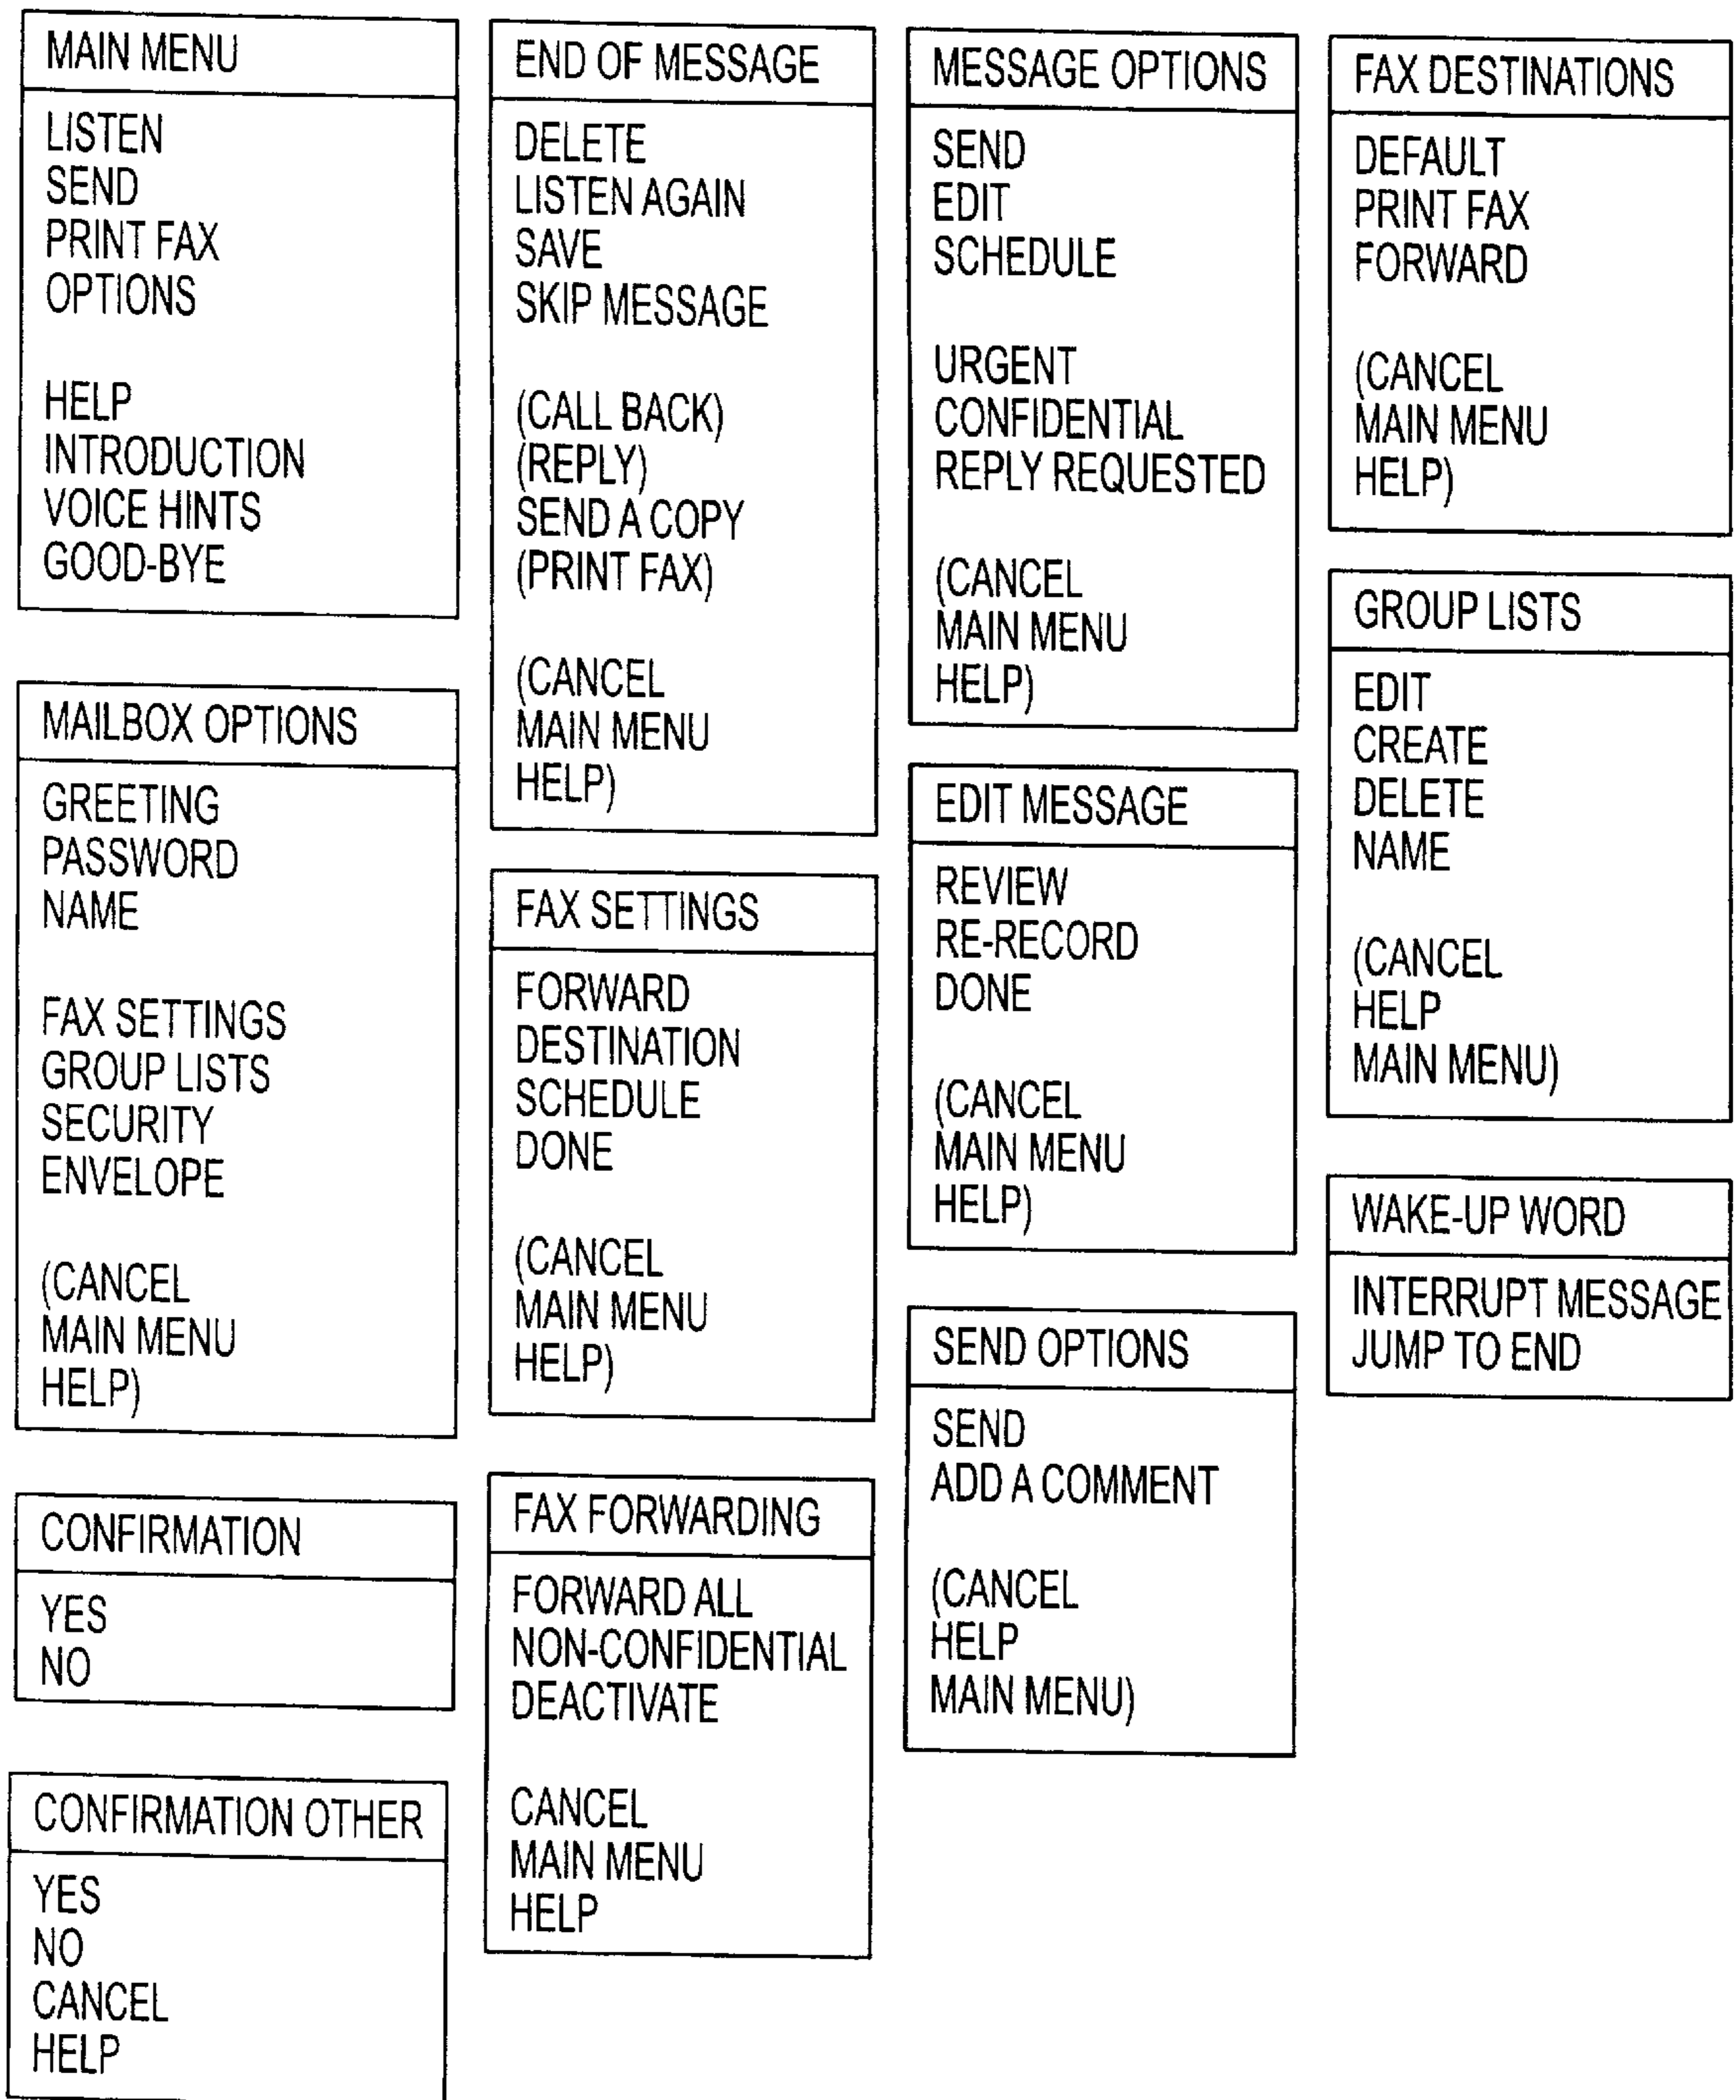 MAIN MENU
LISTEN
SEND
PRINT FAX
OPTIONS
HELP
INTRODUCTION
VOICE HINTS
GOOD-BYE
MAILBOX OPTIONS
GREETING
PASSWORD
NAME
FAX SETTINGS
GROUP LISTS
SECURITY
ENVELOPE
(CANCEL
MAIN MENU
HELP)
CONFIRMATION
YES
NO
CONFIRMATION OTHER
YES
NO
CANCEL
HELP
END OF MESSAGE
DELETE
LISTEN AGAIN
SAVE
SKIP MESSAGE
(CALL BACK)
(REPLY)
SEND A COPY
(PRINT FAX)
(CANCEL
MAIN MENU
HELP)
FAX SETTINGS
FORWARD
DESTINATION
SCHEDULE
DONE
(CANCEL
MAIN MENU
HELP)
FAX FORWARDING
FORWARD ALL
NON-CONFIDENTIAL
DEACTIVATE
CANCEL
MAIN MENU
HELP
MESSAGE OPTIONS
SEND
EDIT
SCHEDULE
URGENT
CONFIDENTIAL
REPLY REQUESTED
(CANCEL
MAIN MENU
HELP)
EDIT MESSAGE
REVIEW
RE-RECORD
DONE
(CANCEL
MAIN MENU
HELP)
SEND OPTIONS
SEND
ADD A COMMENT
(CANCEL
HELP
MAIN MENU)
FAX DESTINATIONS
DEFAULT
PRINT FAX
FORWARD
(CANCEL
MAIN MENU
HELP)
GROUP LISTS
EDIT
CREATE
DELETE
NAME
(CANCEL
HELP
MAIN MENU)
WAKE-UP WORD
INTERRUPT MESSAGE
JUMP TO END